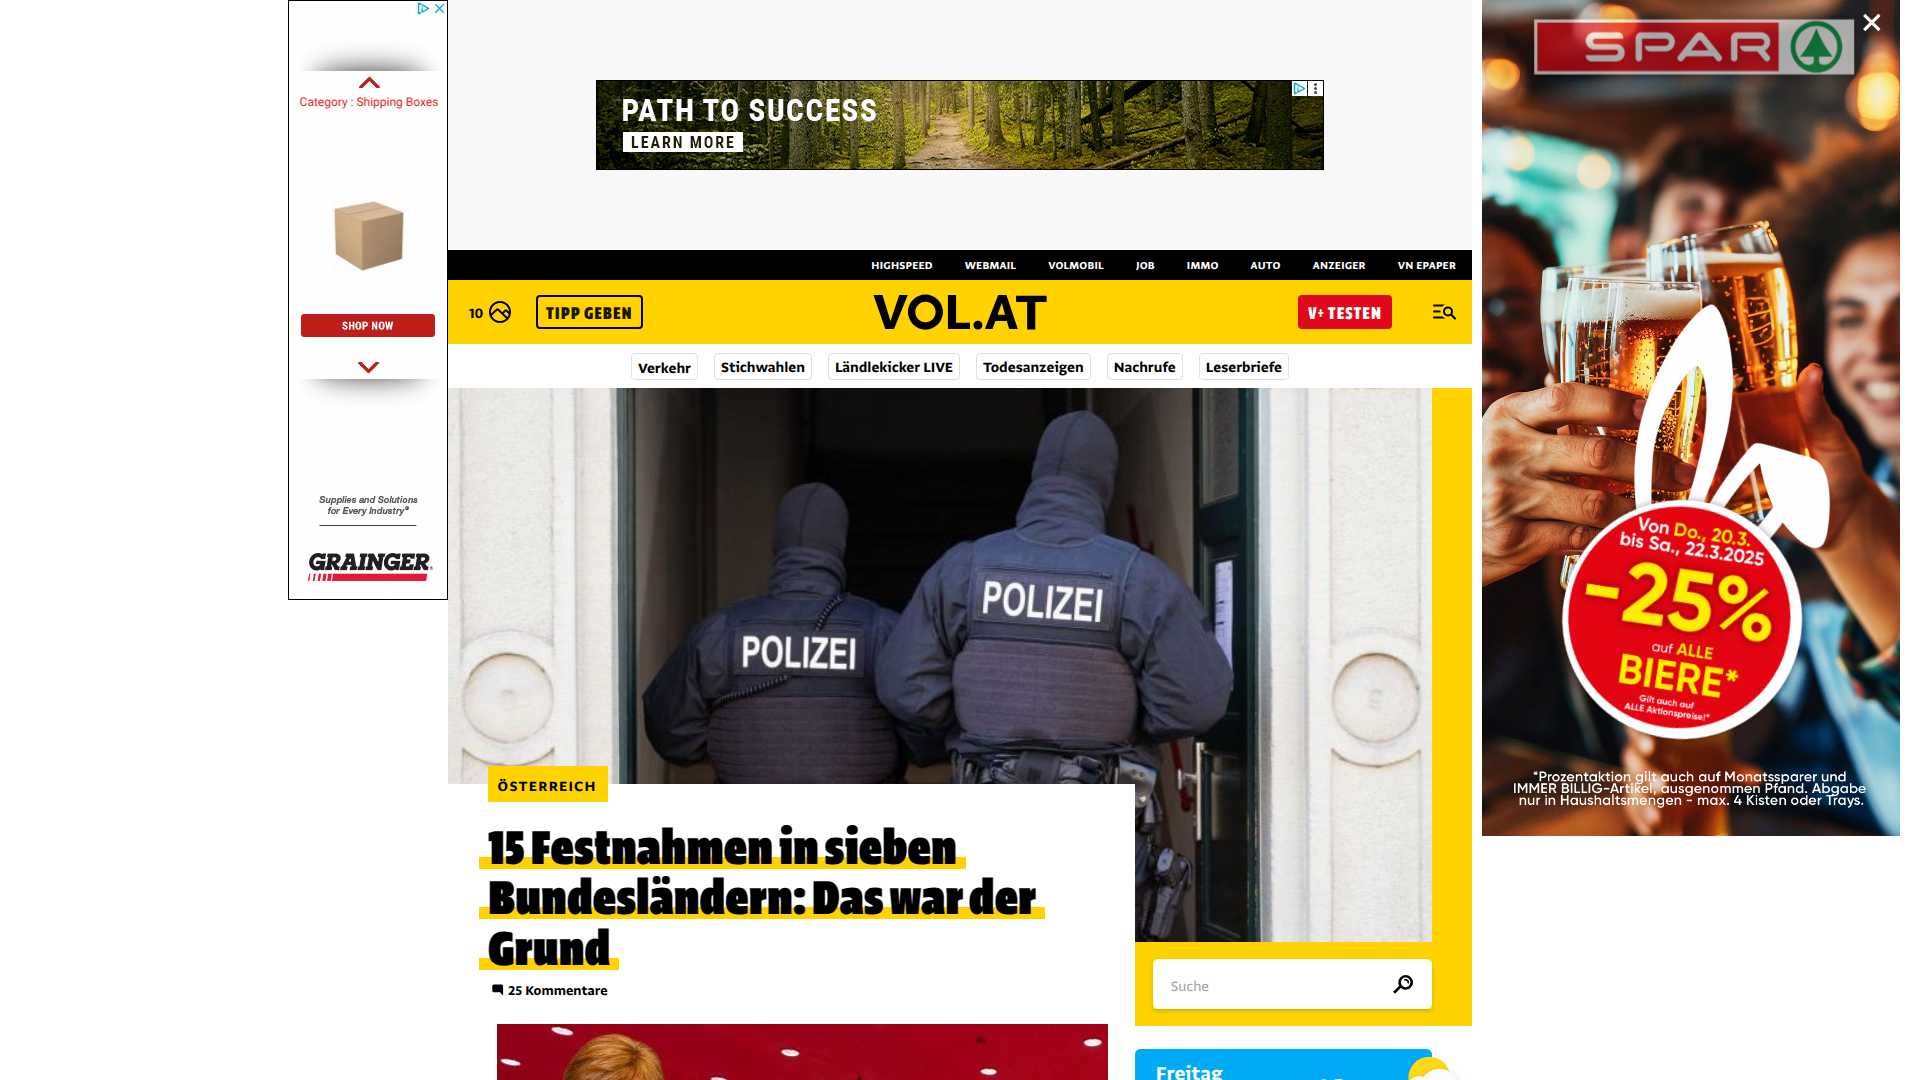 Category : Shipping Boxes
SHOP NOW
Supplies and Solutions
for Every Industry®
GRAINGER
PATH TO SUCCESS
LEARN MORE
HIGHSPEED
WEBMAIL
VOLMOBIL
JOB
IMMO
AUTO
ANZEIGER
VN EPAPER
10
TIPP GEBEN
VOL.AT
V+ TESTEN
Verkehr
Stichwahlen
Ländlekicker LIVE
Todesanzeigen
Nachrufe
Leserbriefe
POLIZEI
POLIZEI
ÖSTERREICH
15 Festnahmen in sieben
Bundesländern: Das war der
Grund
25 Kommentare
Suche
Freitag
SPAR
Von Do., 20.3.
bis Sa., 22.3.2025
-25%
auf ALLE
BIERE*
Gilt auch auf
ALLE Aktionspreise!*
*Prozentaktion gilt auch auf Monatssparer und
IMMER BILLIG-Artikel, ausgenommen Pfand. Abgabe
nur in Haushaltsmengen - max. 4 Kisten oder Trays.